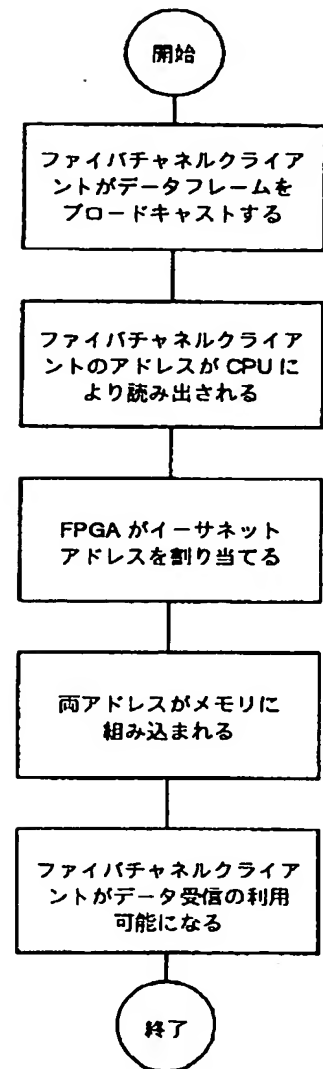 開始
ファイバチャネルクライア
ントがデータフレームを
ブロードキャストする
ファイバチャネルクライア
ントのアドレスが CPU に
より読み出される
FPGA がイーサネット
アドレスを割り当てる
両アドレスがメモリに
組み込まれる
ファイバチャネルクライア
ントがデータ受信の利用
可能になる
終了